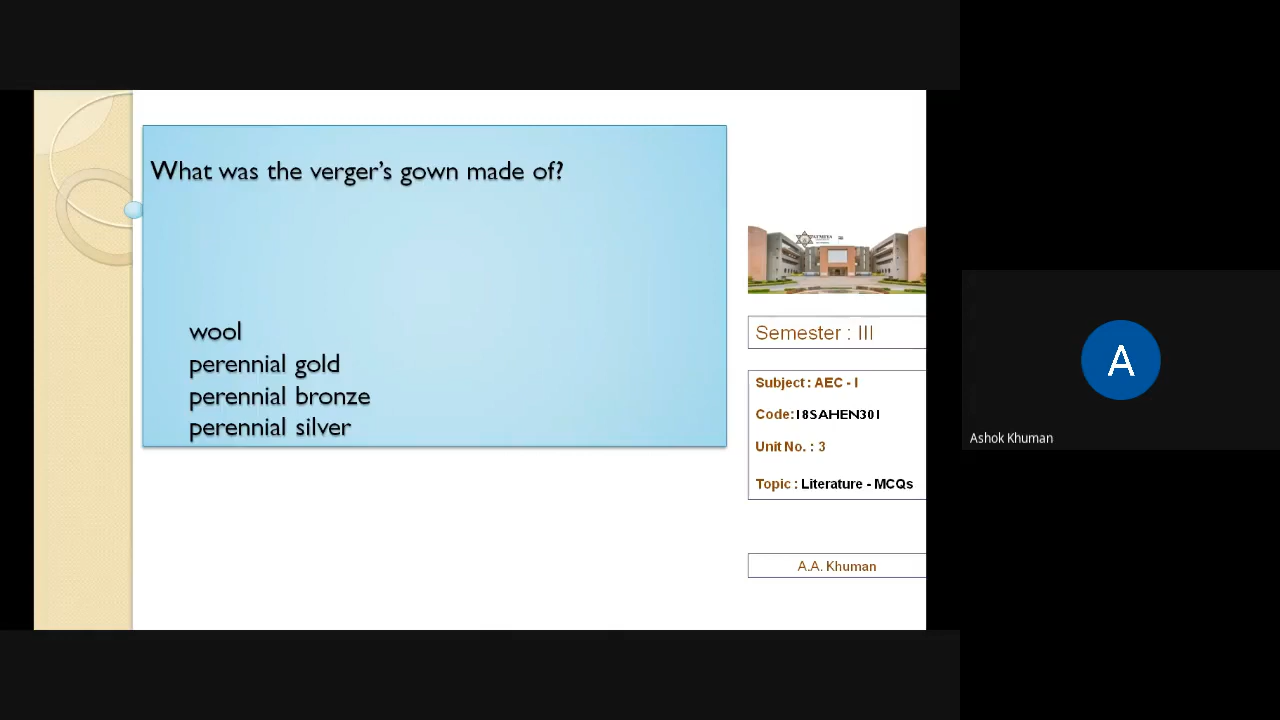 What was the verger’s gown made of?
wool
perennial gold
perennial bronze
perennial silver
Semester : III
Subject : AEC - I
Code:18SAHEN301
Unit No. : 3
Topic : Literature - MCQs
A.A. Khuman
A
Ashok Khuman